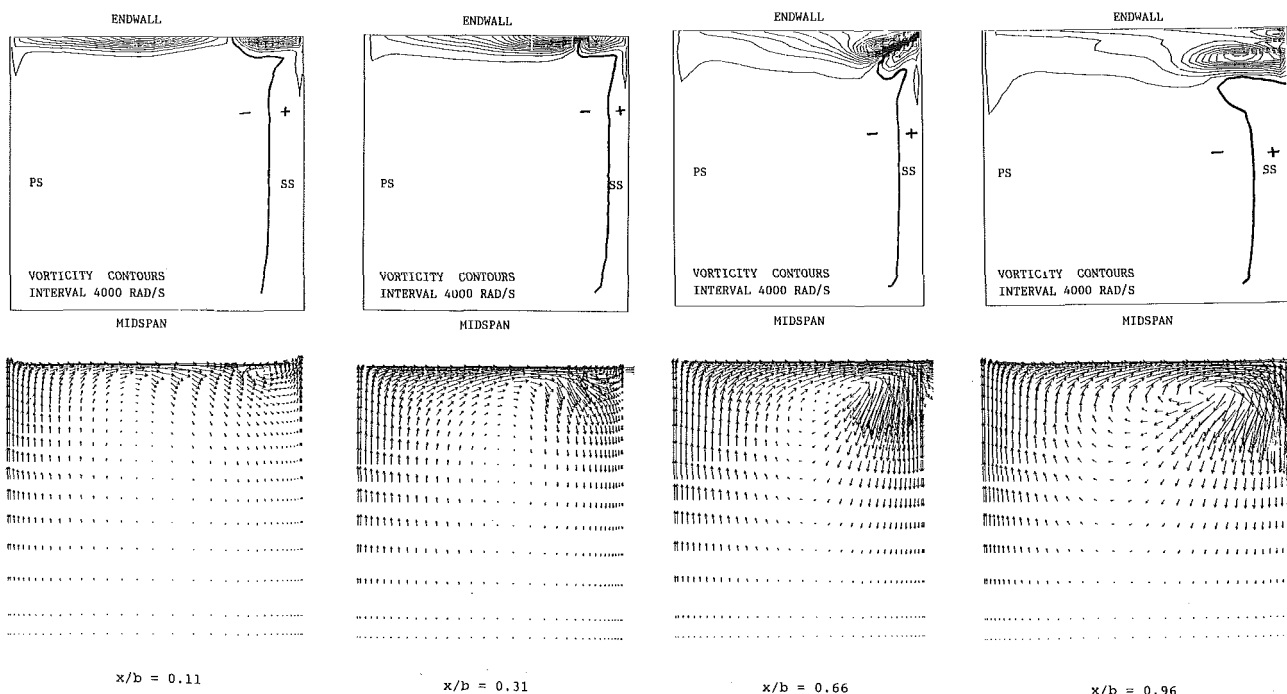 ENDWALL
- +
PS SS
VORTICITY CONTOURS
INTERVAL 4000 RAD/S
MIDSPAN
x/b = 0.11
ENDWALL
- +
PS SS
VORTICITY CONTOURS
INTERVAL 4000 RAD/S
MIDSPAN
x/b = 0.31
ENDWALL
- +
PS SS
VORTICITY CONTOURS
INTERVAL 4000 RAD/S
MIDSPAN
x/b = 0.66
ENDWALL
- +
PS SS
VORTICITY CONTOURS
INTERVAL 4000 RAD/S
MIDSPAN
x/b = 0.96